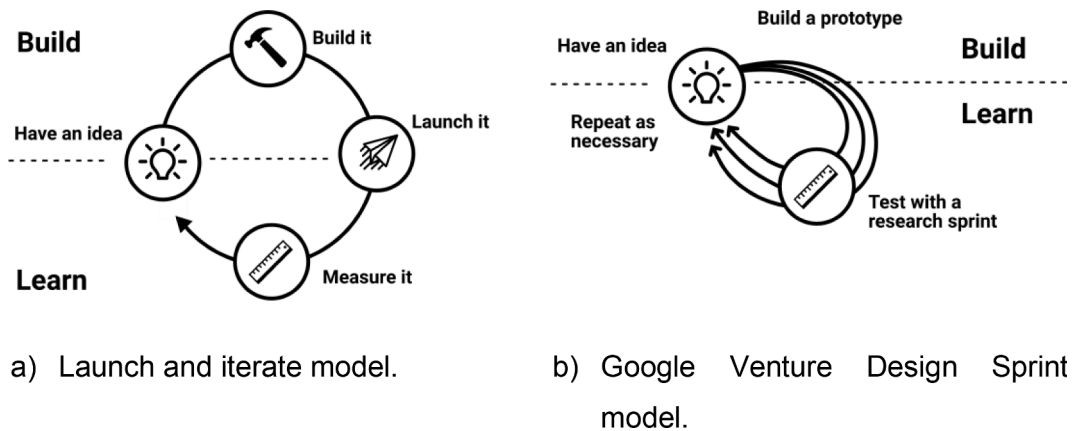 Build
Build it
Have an idea
Launch it
Learn
Measure it
a) Launch and iterate model.
Build a prototype
Have an idea
Build
Learn
Repeat as
necessary
Test with a
research sprint
b) Google Venture Design Sprint
model.